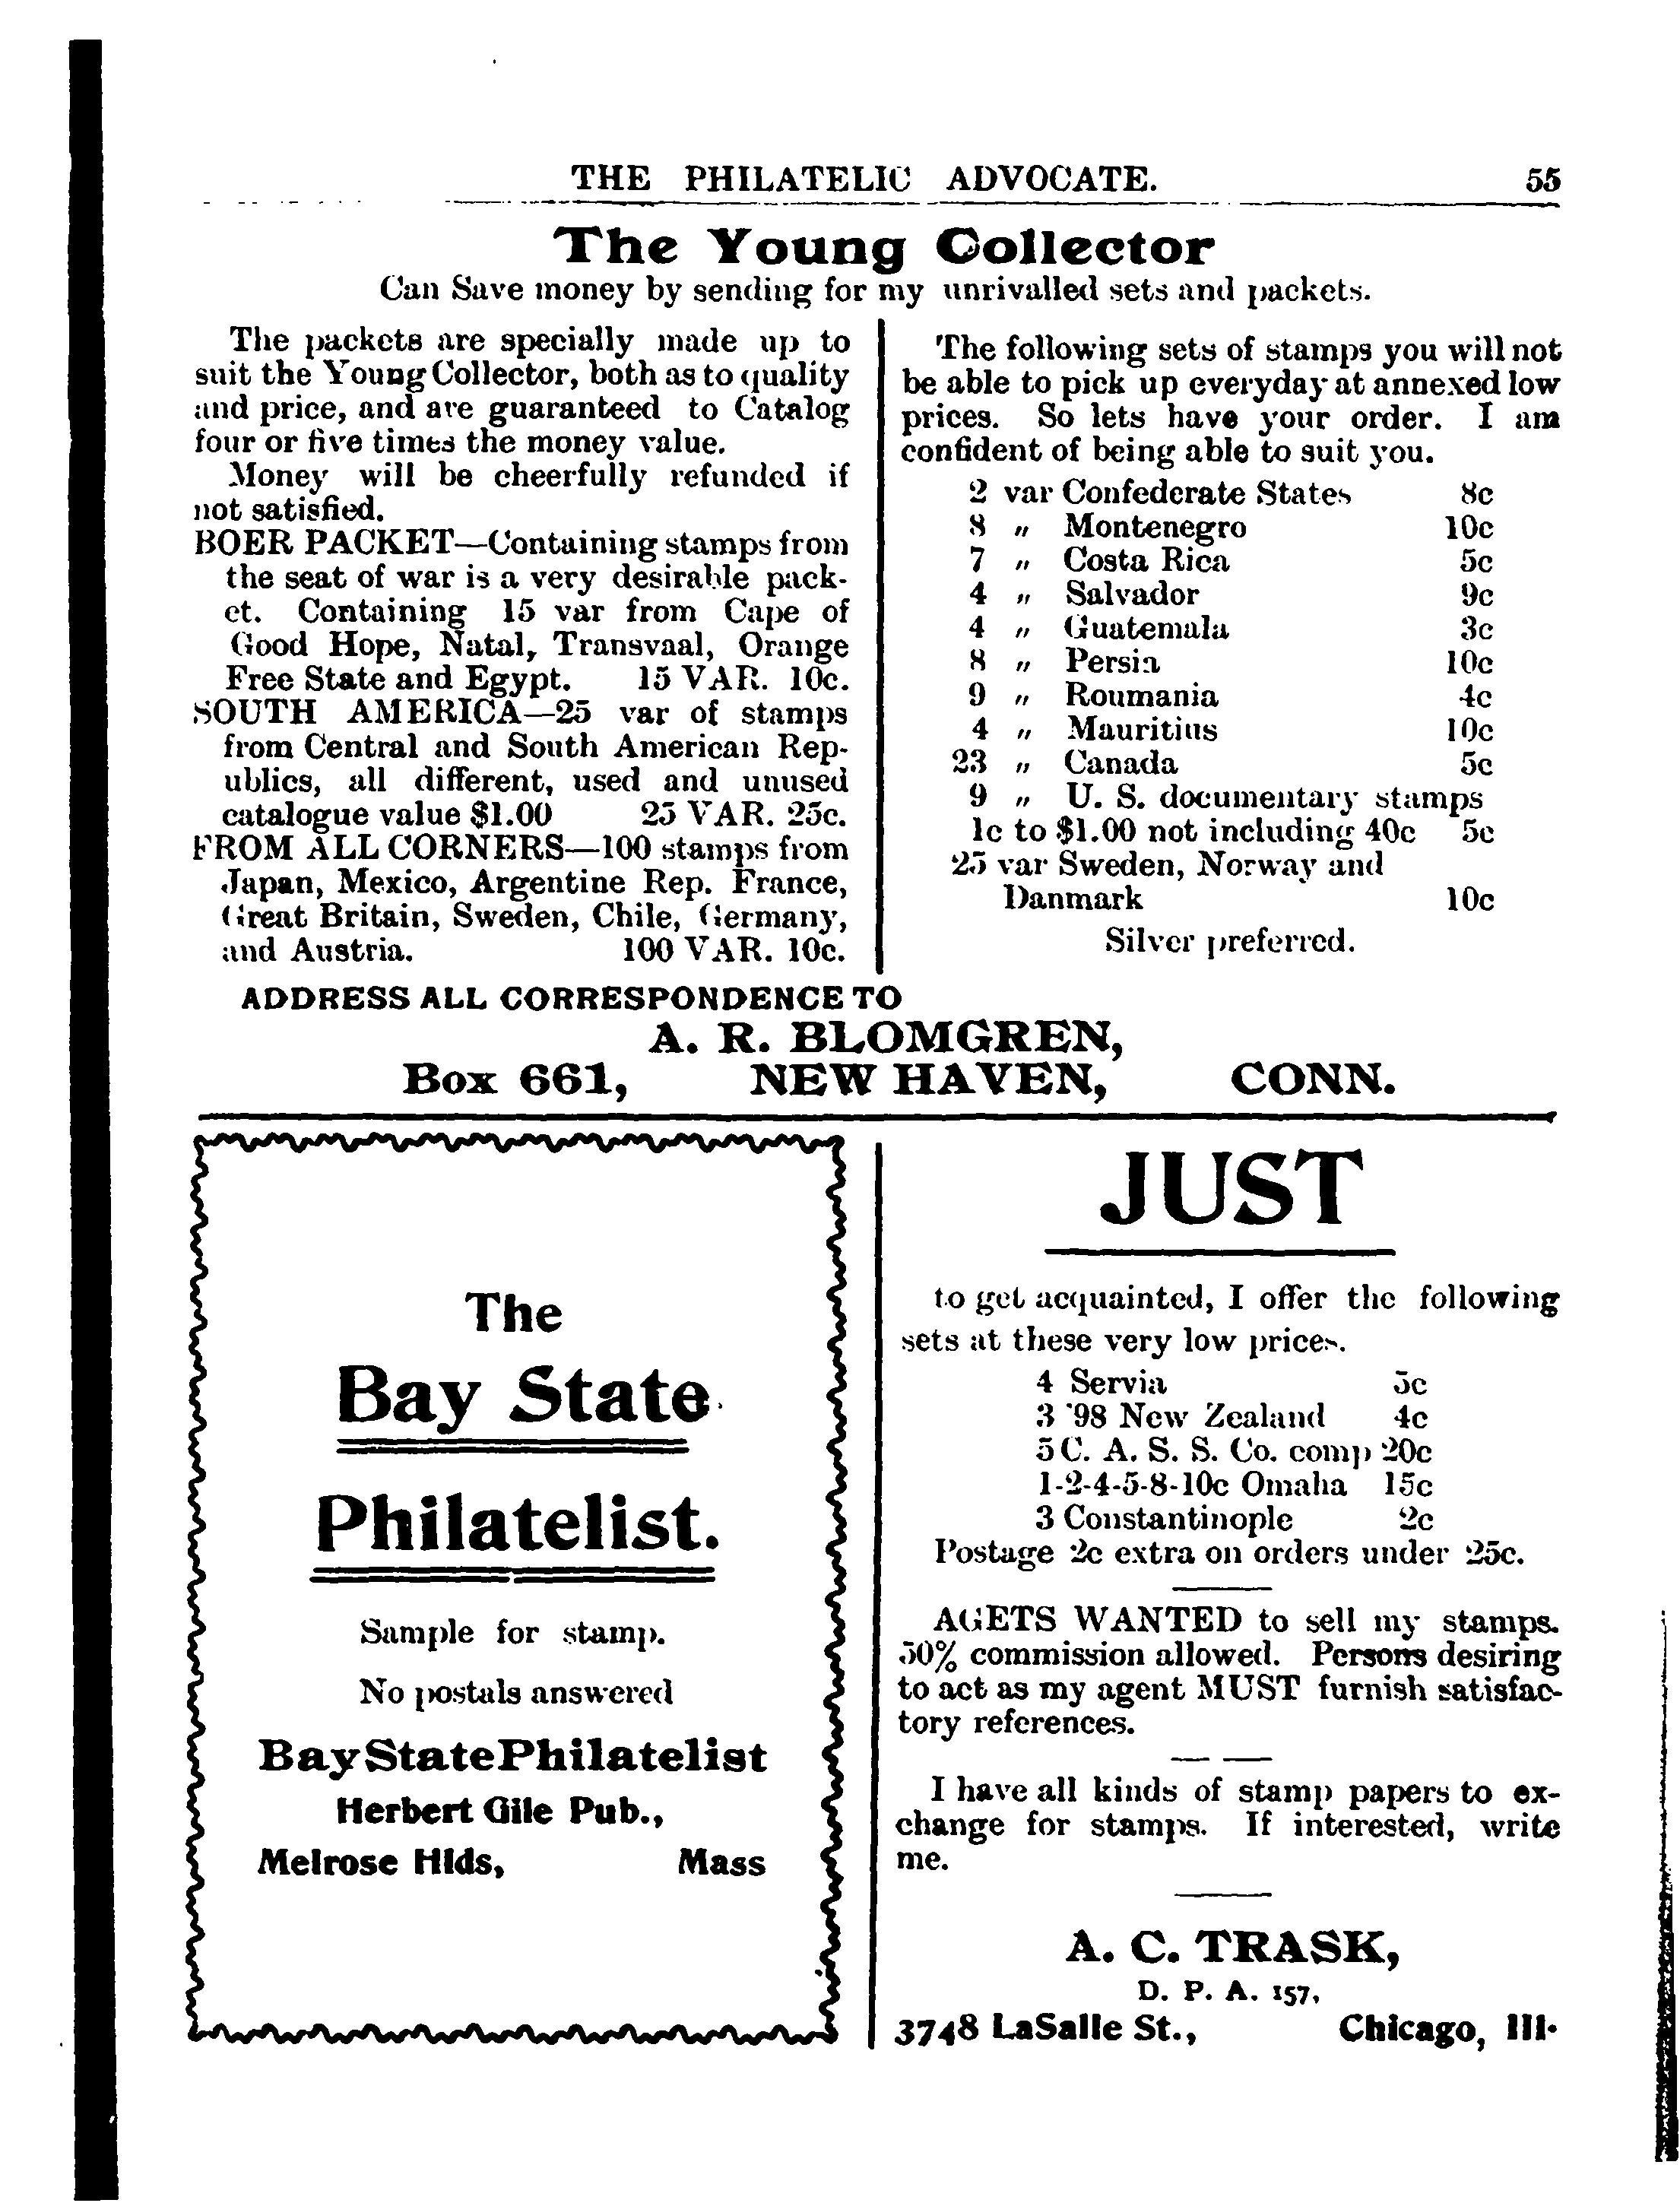 THE PHILATELIC ADVOCATE. 55
The Young Collector
Can Save money by sending for my unrivalled sets and packets.
The packets are specially made up to
suit the Young Collector, both as to quality
and price, and are guaranteed to Catalog
four or five times the money value.
Money will be cheerfully refunded if
not satisfied.
BOER PACKET—Containing stamps from
the seat of war is a very desirable pack-
et. Containing 15 var from Cape of
Good Hope, Natal, Transvaal, Orange
Free State and Egypt. 15 VAR. 10c.
SOUTH AMERICA—25 var of stamps
from Central and South American Rep-
ublics, all different, used and unused
catalogue value $1.00 25 VAR. 25c.
FROM ALL CORNERS—100 stamps from
Japan, Mexico, Argentine Rep. France,
Great Britain, Sweden, Chile, Germany,
and Austria. 100 VAR. 10c.
The following sets of stamps you will not
be able to pick up everyday at annexed low
prices. So lets have your order. I am
confident of being able to suit you.
2 var Confederate States 8c
8 „ Montenegro 10c
7 „ Costa Rica 5c
4 „ Salvador 9c
4 „ Guatemala 3c
8 „ Persia 10c
9 „ Roumania 4c
4 „ Mauritius 10c
23 „ Canada 5c
9 „ U. S. documentary stamps
1c to $1.00 not including 40c 5c
25 var Sweden, Norway and
Danmark 10c
Silver preferred.
ADDRESS ALL CORRESPONDENCE TO
A. R. BLOMGREN,
Box 661, NEW HAVEN, CONN.
The
Bay State
Philatelist.
Sample for stamp.
No postals answered
Bay State Philatelist
Herbert Gile Pub.,
Melrose Hlds, Mass
JUST
to get acquainted, I offer the following
sets at these very low prices.
4 Servia 5c
3 '98 New Zealand 4c
5 C. A. S. S. Co. comp 20c
1-2-4-5-8-10c Omaha 15c
3 Constantinople 2c
Postage 2c extra on orders under 25c.
AGETS WANTED to sell my stamps.
50% commission allowed. Persons desiring
to act as my agent MUST furnish satisfac-
tory references.
I have all kinds of stamp papers to ex-
change for stamps. If interested, write
me.
A. C. TRASK,
D. P. A. 157,
3748 LaSalle St., Chicago, Ill.